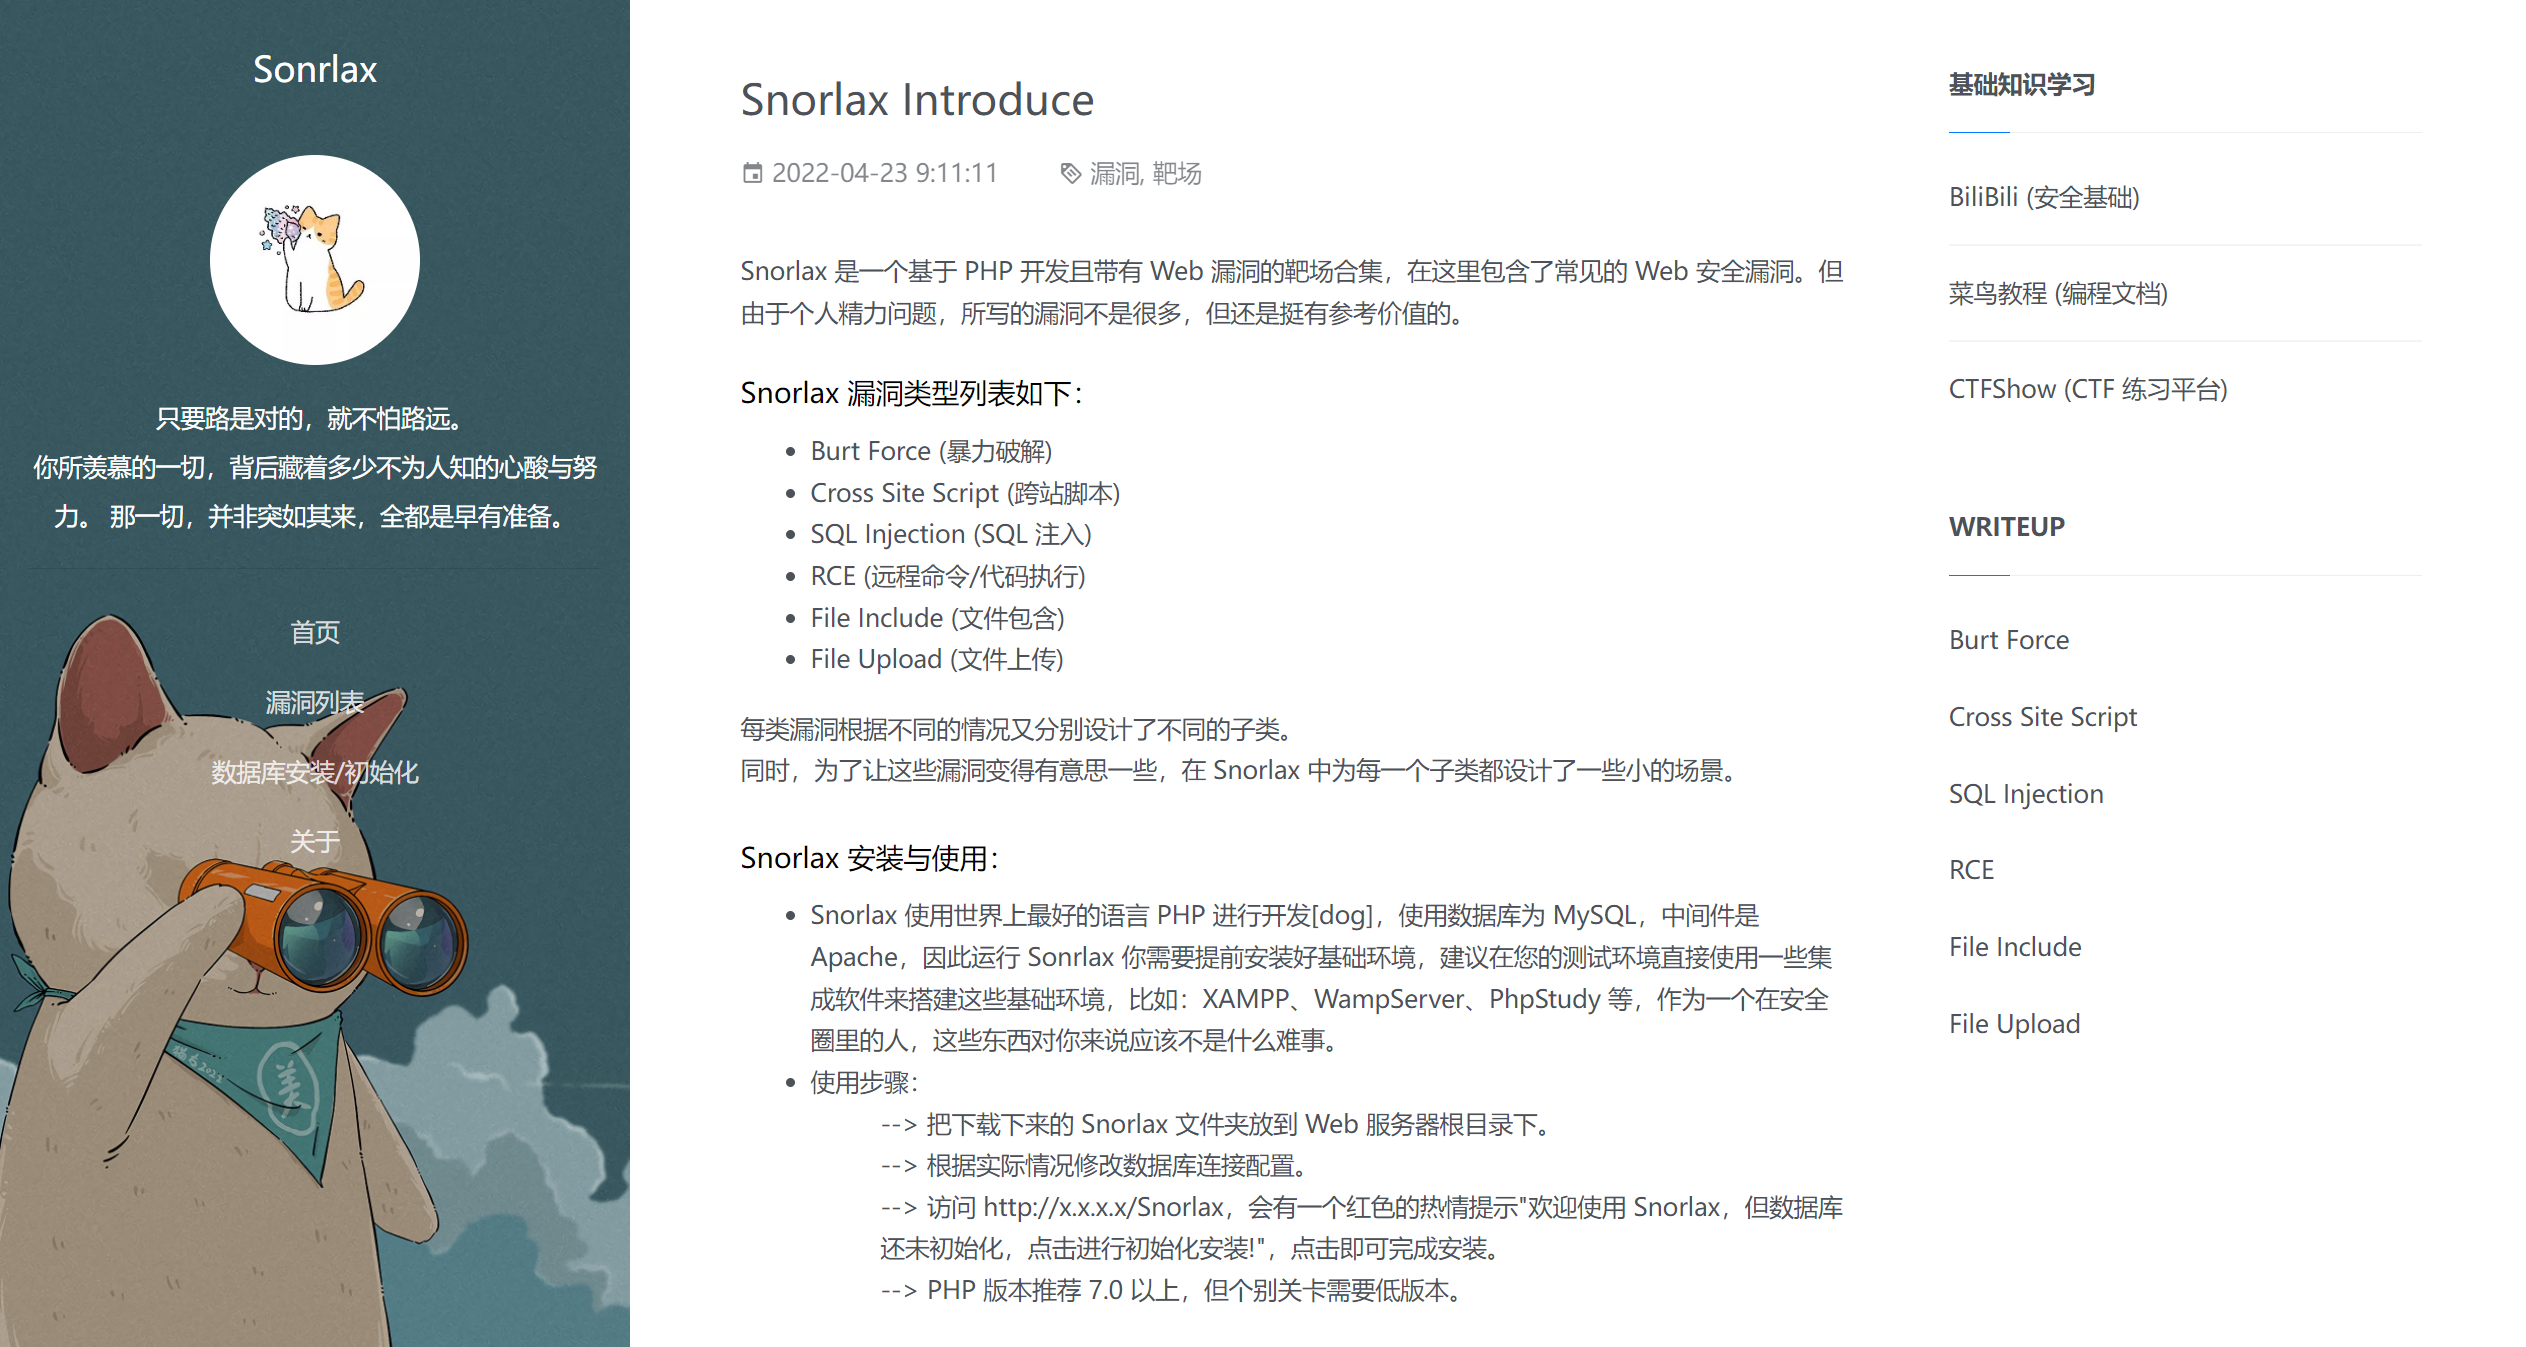 Sonrlax
只要路是对的，就不怕路远。
你所羡慕的一切，背后藏着多少不为人知的心酸与努
力。 那一切，并非突如其来，全都是早有准备。
首页
漏洞列表
数据库安装/初始化
关于
美
Snorlax Introduce
2022-04-23 9:11:11
漏洞, 靶场
Snorlax 是一个基于 PHP 开发且带有 Web 漏洞的靶场合集，在这里包含了常见的 Web 安全漏洞。但
由于个人精力问题，所写的漏洞不是很多，但还是挺有参考价值的。
Snorlax 漏洞类型列表如下：
Burt Force (暴力破解)
Cross Site Script (跨站脚本)
SQL Injection (SQL 注入)
RCE (远程命令/代码执行)
File Include (文件包含)
File Upload (文件上传)
每类漏洞根据不同的情况又分别设计了不同的子类。
同时，为了让这些漏洞变得有意思一些，在 Snorlax 中为每一个子类都设计了一些小的场景。
Snorlax 安装与使用：
Snorlax 使用世界上最好的语言 PHP 进行开发[dog]，使用数据库为 MySQL，中间件是
Apache，因此运行 Sonrlax 你需要提前安装好基础环境，建议在您的测试环境直接使用一些集
成软件来搭建这些基础环境，比如：XAMPP、WampServer、PhpStudy 等，作为一个在安全
圈里的人，这些东西对你来说应该不是什么难事。
使用步骤：
--> 把下载下来的 Snorlax 文件夹放到 Web 服务器根目录下。
--> 根据实际情况修改数据库连接配置。
--> 访问 http://x.x.x.x/Snorlax，会有一个红色的热情提示"欢迎使用 Snorlax，但数据库
还未初始化，点击进行初始化安装!"，点击即可完成安装。
--> PHP 版本推荐 7.0 以上，但个别关卡需要低版本。
基础知识学习
BiliBili (安全基础)
菜鸟教程 (编程文档)
CTFShow (CTF 练习平台)
WRITEUP
Burt Force
Cross Site Script
SQL Injection
RCE
File Include
File Upload